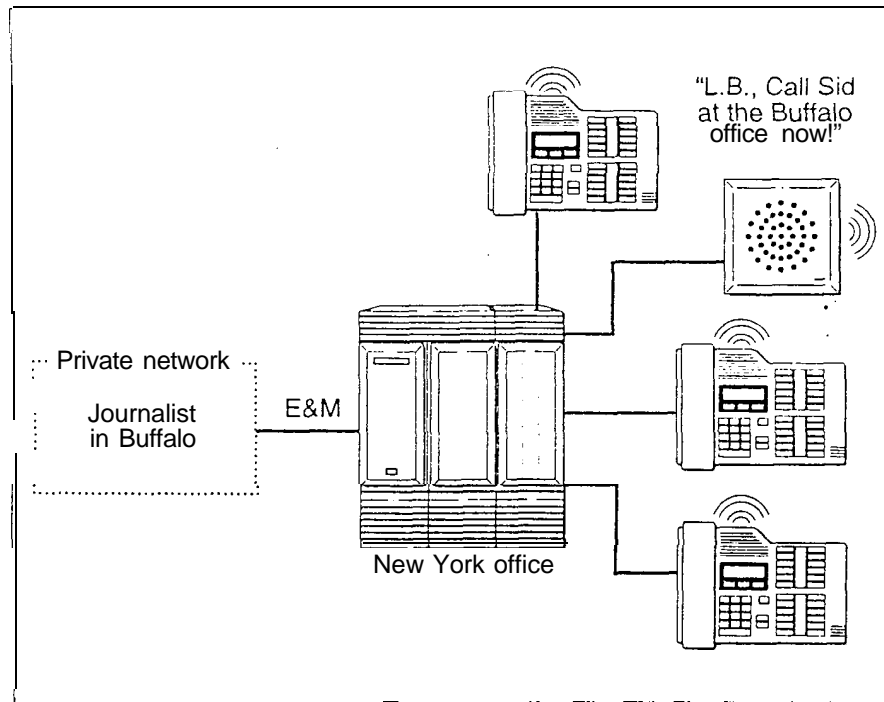 "L.B., Call Sid
at the Buffalo
office now!"
Private network
Journalist
in Buffalo
E&M
New York office